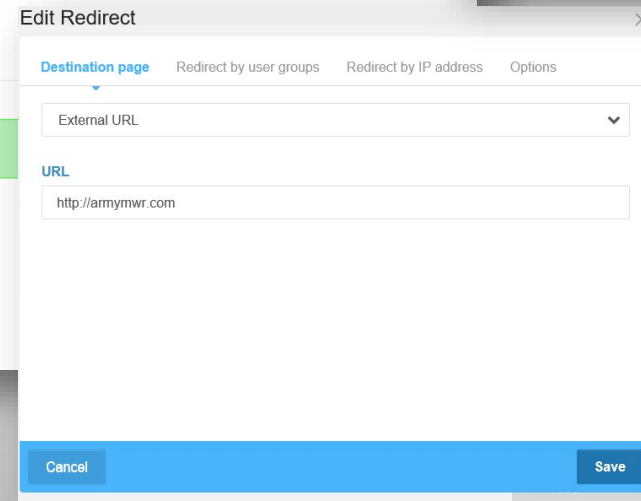 Edit Redirect
Destination page Redirect by user groups Redirect by IP address Options
External URL
URL
http://armymwr.com
Cancel Save